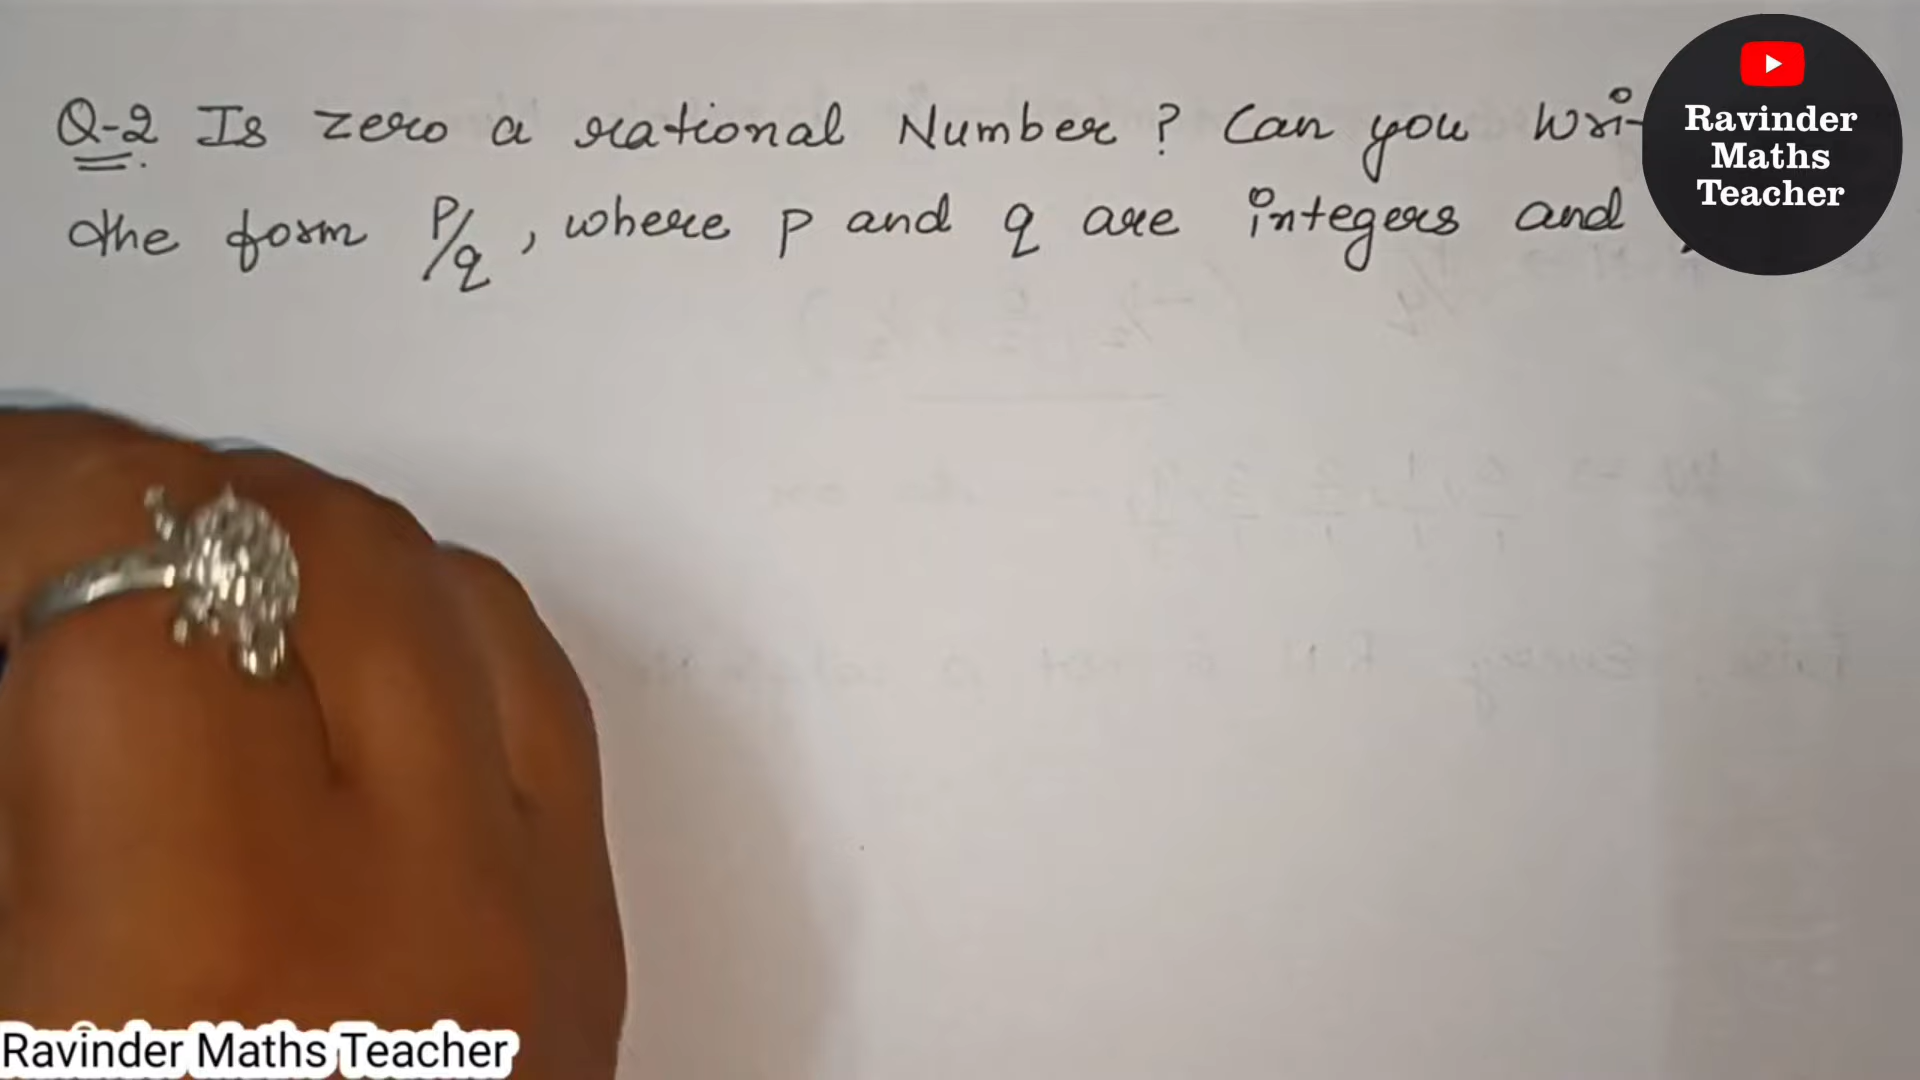 Q-2 Is zero a rational Number? Can you Wri-
the form P/q, where p and q are integers and
Ravinder
Maths
Teacher
Ravinder Maths Teacher